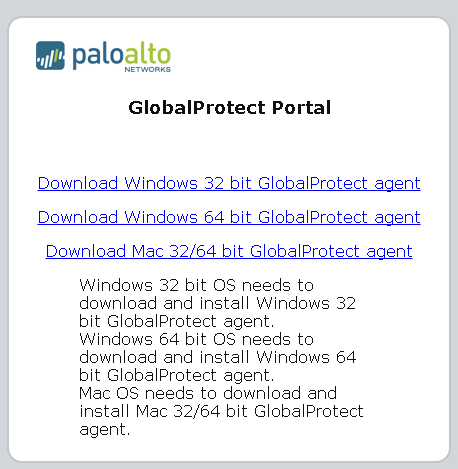 paloalto
NETWORKS
GlobalProtect Portal
Download Windows 32 bit GlobalProtect agent
Download Windows 64 bit GlobalProtect agent
Download Mac 32/64 bit GlobalProtect agent
Windows 32 bit OS needs to
download and install Windows 32
bit GlobalProtect agent.
Windows 64 bit OS needs to
download and install Windows 64
bit GlobalProtect agent.
Mac OS needs to download and
install Mac 32/64 bit GlobalProtect
agent.